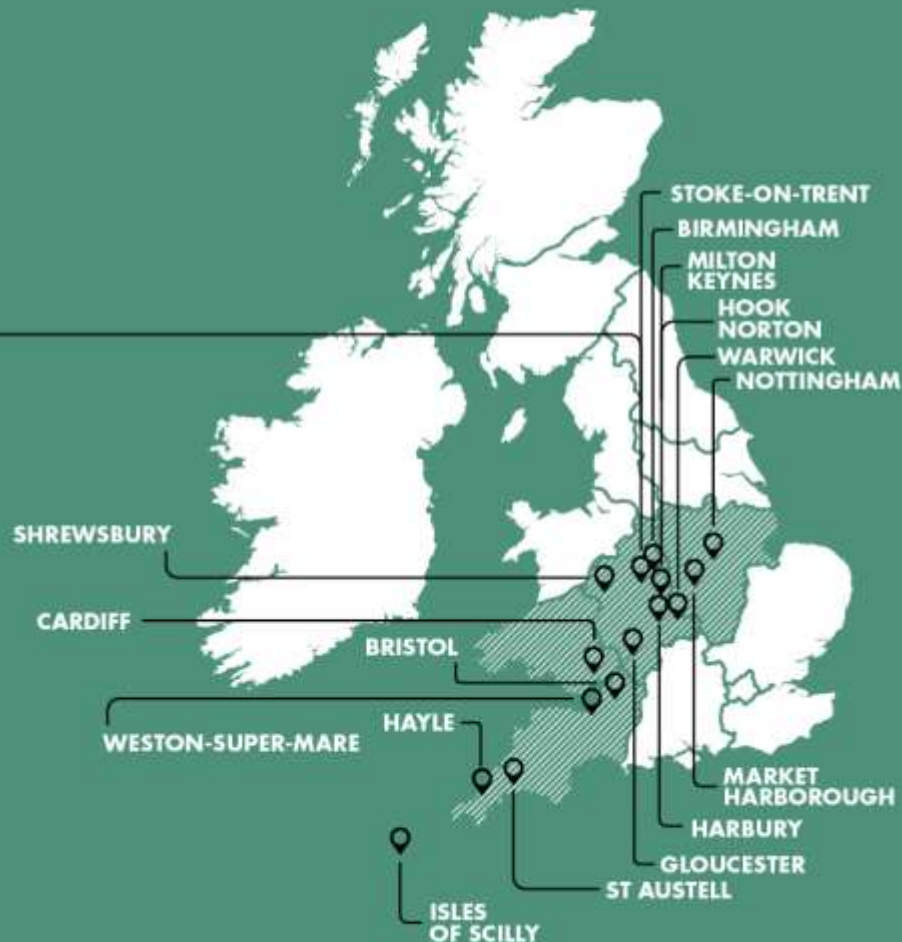 STOKE-ON-TRENT
BIRMINGHAM
MILTON
KEYNES
HOOK
NORTON
WARWICK
NOTTINGHAM
SHREWSBURY
CARDIFF
BRISTOL
WESTON-SUPER-MARE
HAYLE
MARKET
HARBOROUGH
HARBURY
GLOUCESTER
ST AUSTELL
ISLES
OF SCILLY